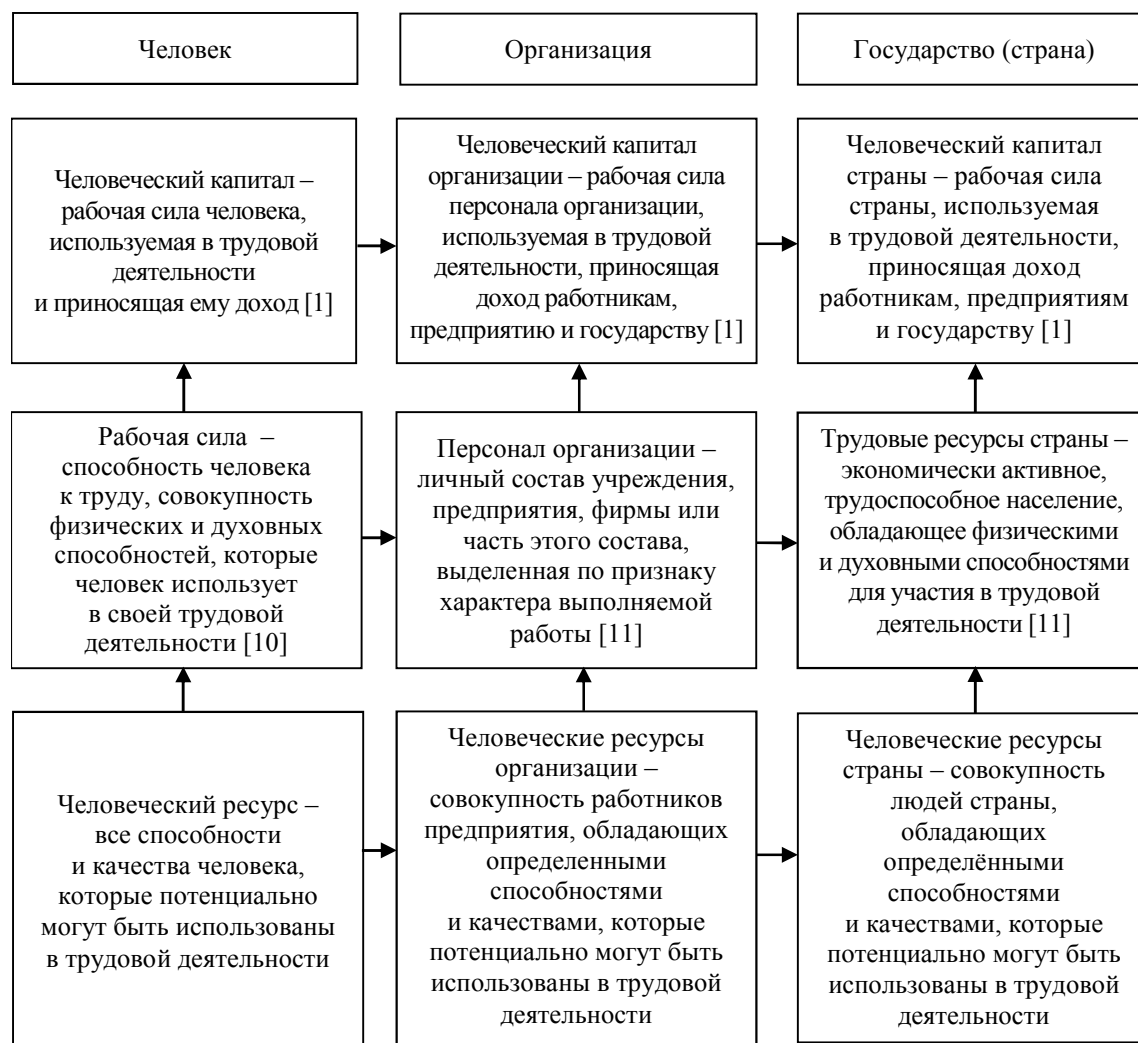 Человек
Организация
Государство (страна)
Человеческий капитал –
рабочая сила человека,
используемая в трудовой
деятельности
и приносящая ему доход [1]
Человеческий капитал
организации – рабочая сила
персонала организации,
используемая в трудовой
деятельности, приносящая
доход работникам,
предприятию и государству [1]
Человеческий капитал
страны – рабочая сила
страны, используемая
в трудовой деятельности,
приносящая доход
работникам, предприятиям
и государству [1]
Рабочая сила –
способность человека
к труду, совокупность
физических и духовных
способностей, которые
человек использует
в своей трудовой
деятельности [10]
Персонал организации –
личный состав учреждения,
предприятия, фирмы или
часть этого состава,
выделенная по признаку
характера выполняемой
работы [11]
Трудовые ресурсы страны –
экономически активное,
трудоспособное население,
обладающее физическими
и духовными способностями
для участия в трудовой
деятельности [11]
Человеческий ресурс –
все способности
и качества человека,
которые потенциально
могут быть использованы
в трудовой деятельности
Человеческие ресурсы
организации –
совокупность работников
предприятия, обладающих
определенными
способностями
и качествами, которые
потенциально могут быть
использованы в трудовой
деятельности
Человеческие ресурсы
страны – совокупность
людей страны,
обладающих
определёнными
способностями
и качествами, которые
потенциально могут быть
использованы в трудовой
деятельности